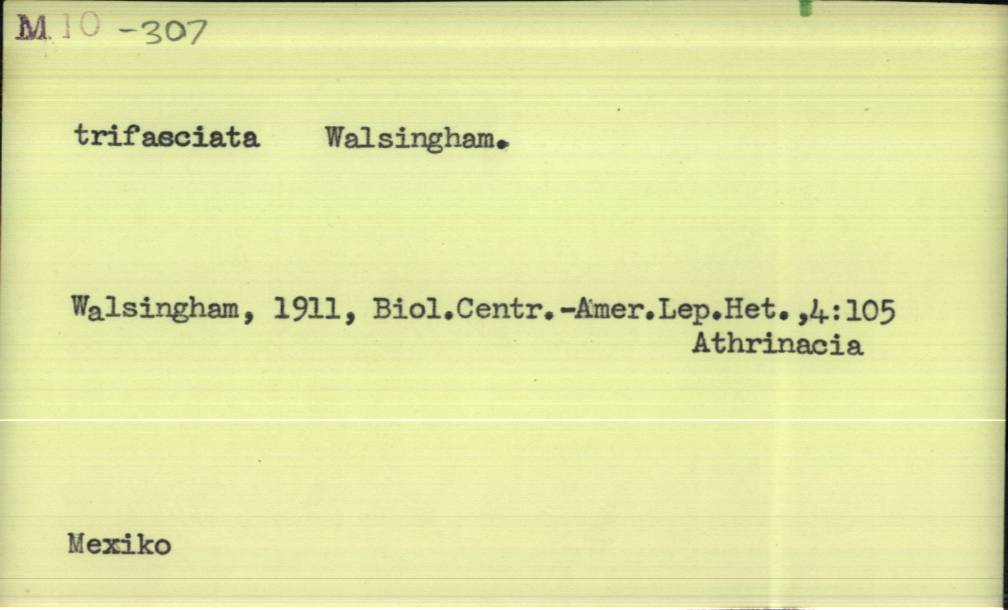 M 10 -307
trifasciata Walsingham.
Walsingham, 1911, Biol.Centr.-Amer.Lep.Het.,4:105
Athrinacia
Mexiko